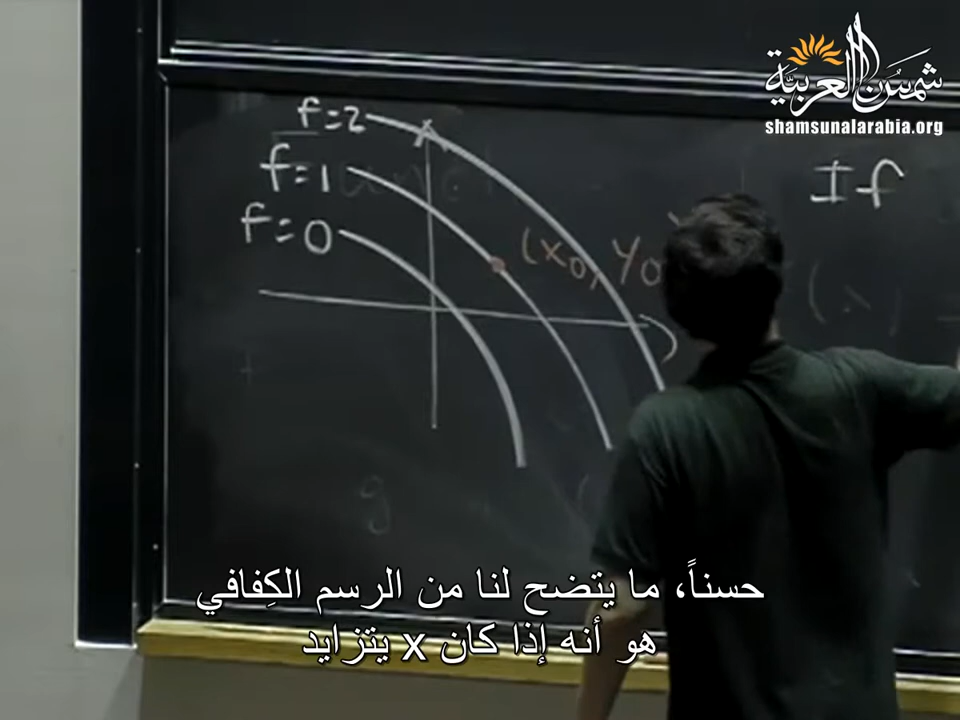 شمس العربية
shamsunalarabia.org
f=2
If
f=1
f=0
(x₀, y₀
(x)
حسناً، ما يتضح لنا من الرسم الكِفافي
هو أنه إذا كان x يتزايد